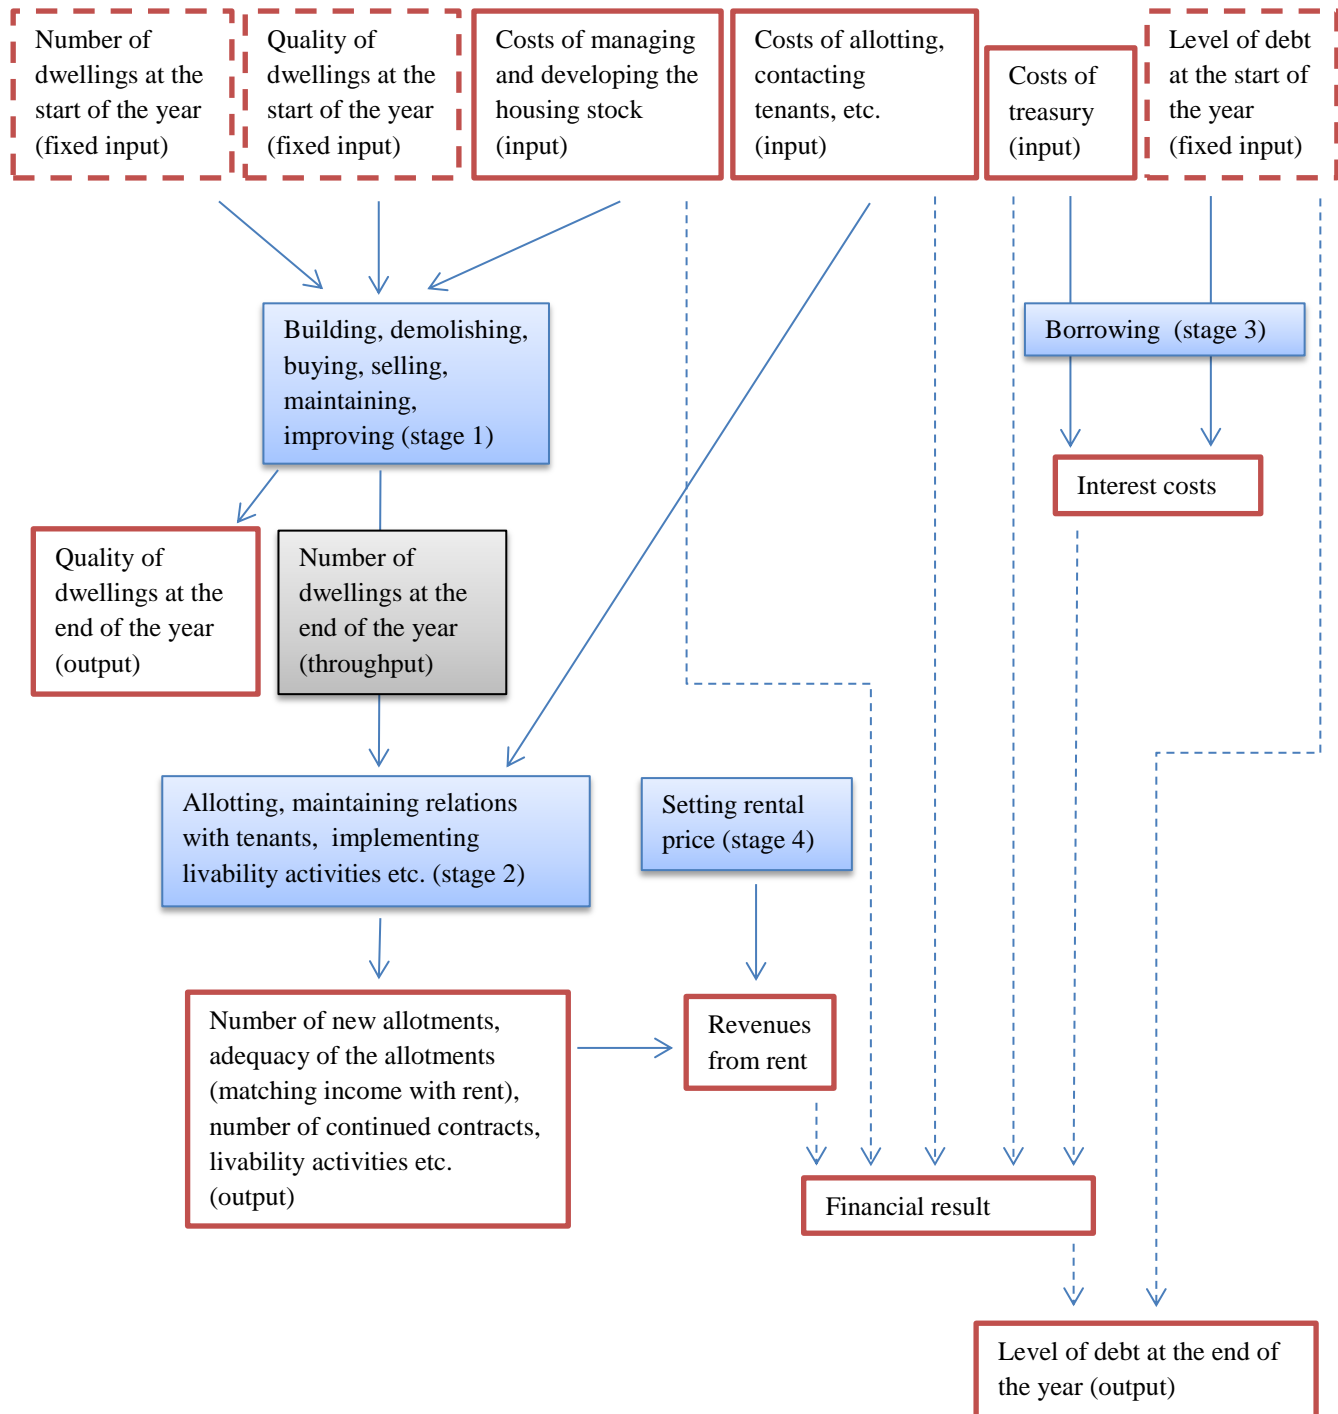 Number of
dwellings at the
start of the year
(fixed input)
Quality of
dwellings at the
start of the year
(fixed input)
Costs of managing
and developing the
housing stock
(input)
Costs of allotting,
contacting
tenants, etc.
(input)
Costs of
treasury
(input)
Level of debt
at the start of
the year
(fixed input)
Building, demolishing,
buying, selling,
maintaining,
improving (stage 1)
Borrowing (stage 3)
Interest costs
Quality of
dwellings at the
end of the year
(output)
Number of
dwellings at the
end of the year
(throughput)
Allotting, maintaining relations
with tenants, implementing
livability activities etc. (stage 2)
Setting rental
price (stage 4)
Number of new allotments,
adequacy of the allotments
(matching income with rent),
number of continued contracts,
livability activities etc.
(output)
Revenues
from rent
Financial result
Level of debt at the end of
the year (output)